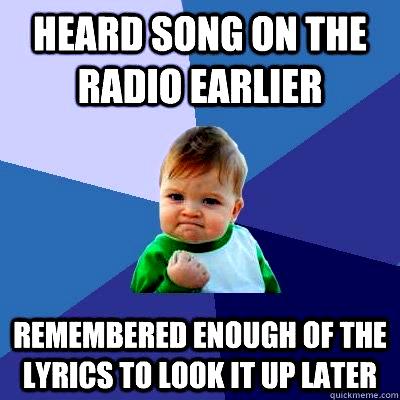 HEARD SONG ON THE
RADIO EARLIER
REMEMBERED ENOUGH OF THE
LYRICS TO LOOK IT UP LATER
quickmeme.com